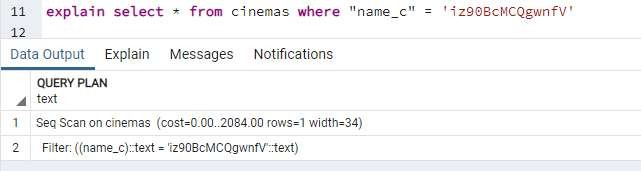 11 explain select * from cinemas where "name_c" = 'iz90BcMCQgwnfV'
12
Data Output Explain Messages Notifications
QUERY PLAN
text
1 Seq Scan on cinemas (cost=0.00..2084.00 rows=1 width=34)
2 Filter: ((name_c)::text = 'iz90BcMCQgwnfV'::text)